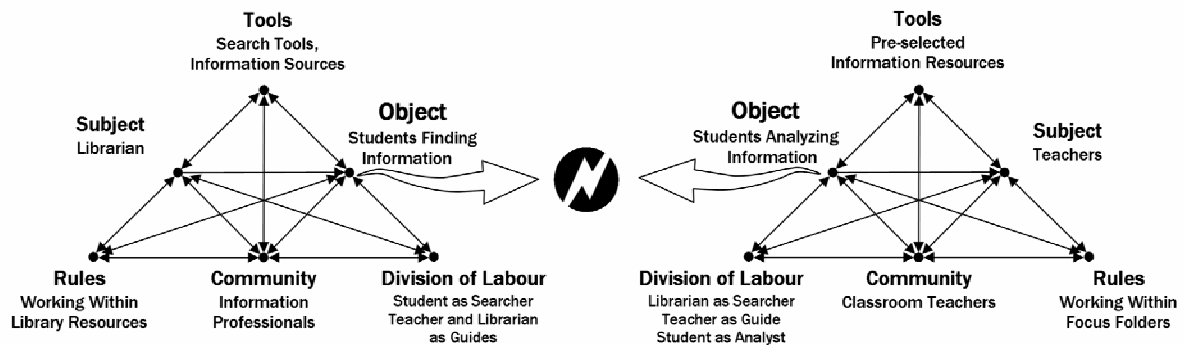 Tools
Search Tools,
Information Sources
Subject
Librarian
Object
Students Finding
Information
Rules
Working Within
Library Resources
Community
Information
Professionals
Division of Labour
Student as Searcher
Teacher and Librarian
as Guides
Tools
Pre-selected
Information Resources
Object
Students Analyzing
Information
Subject
Teachers
Division of Labour
Librarian as Searcher
Teacher as Guide
Student as Analyst
Community
Classroom Teachers
Rules
Working Within
Focus Folders